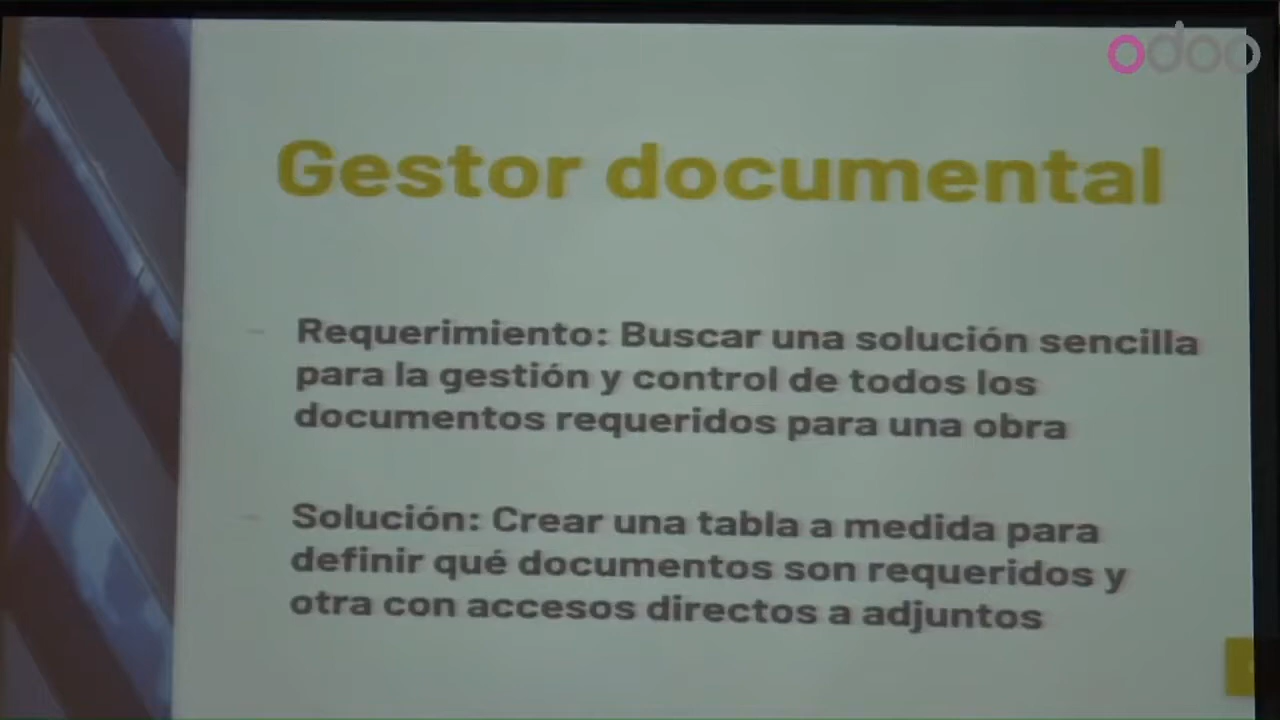 odoo
Gestor documental
- Requerimiento: Buscar una solución sencilla
para la gestión y control de todos los
documentos requeridos para una obra
- Solución: Crear una tabla a medida para
definir qué documentos son requeridos y
otra con accesos directos a adjuntos